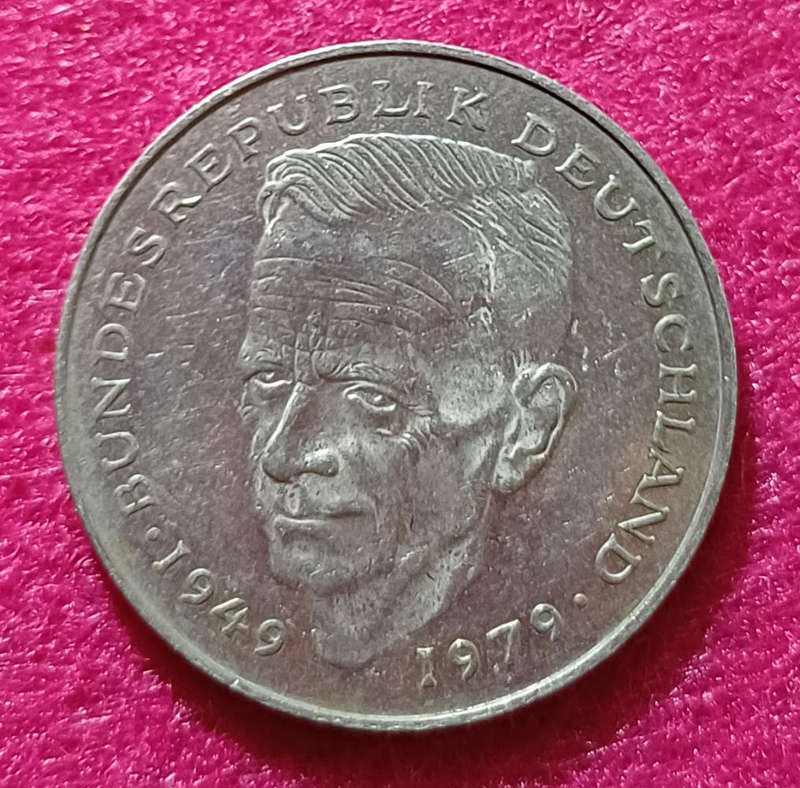 · BUNDESREPUBLIK DEUTSCHLAND ·
1949 1979